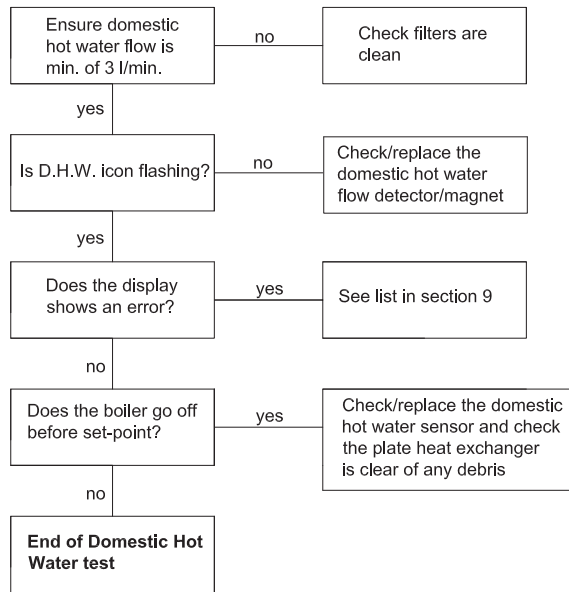 Ensure domestic
hot water flow is
min. of 3 l/min.
no
Check filters are
clean
yes
Is D.H.W. icon flashing?
no
Check/replace the
domestic hot water
flow detector/magnet
yes
Does the display
shows an error?
yes
See list in section 9
no
Does the boiler go off
before set-point?
yes
Check/replace the domestic
hot water sensor and check
the plate heat exchanger
is clear of any debris
no
End of Domestic Hot
Water test